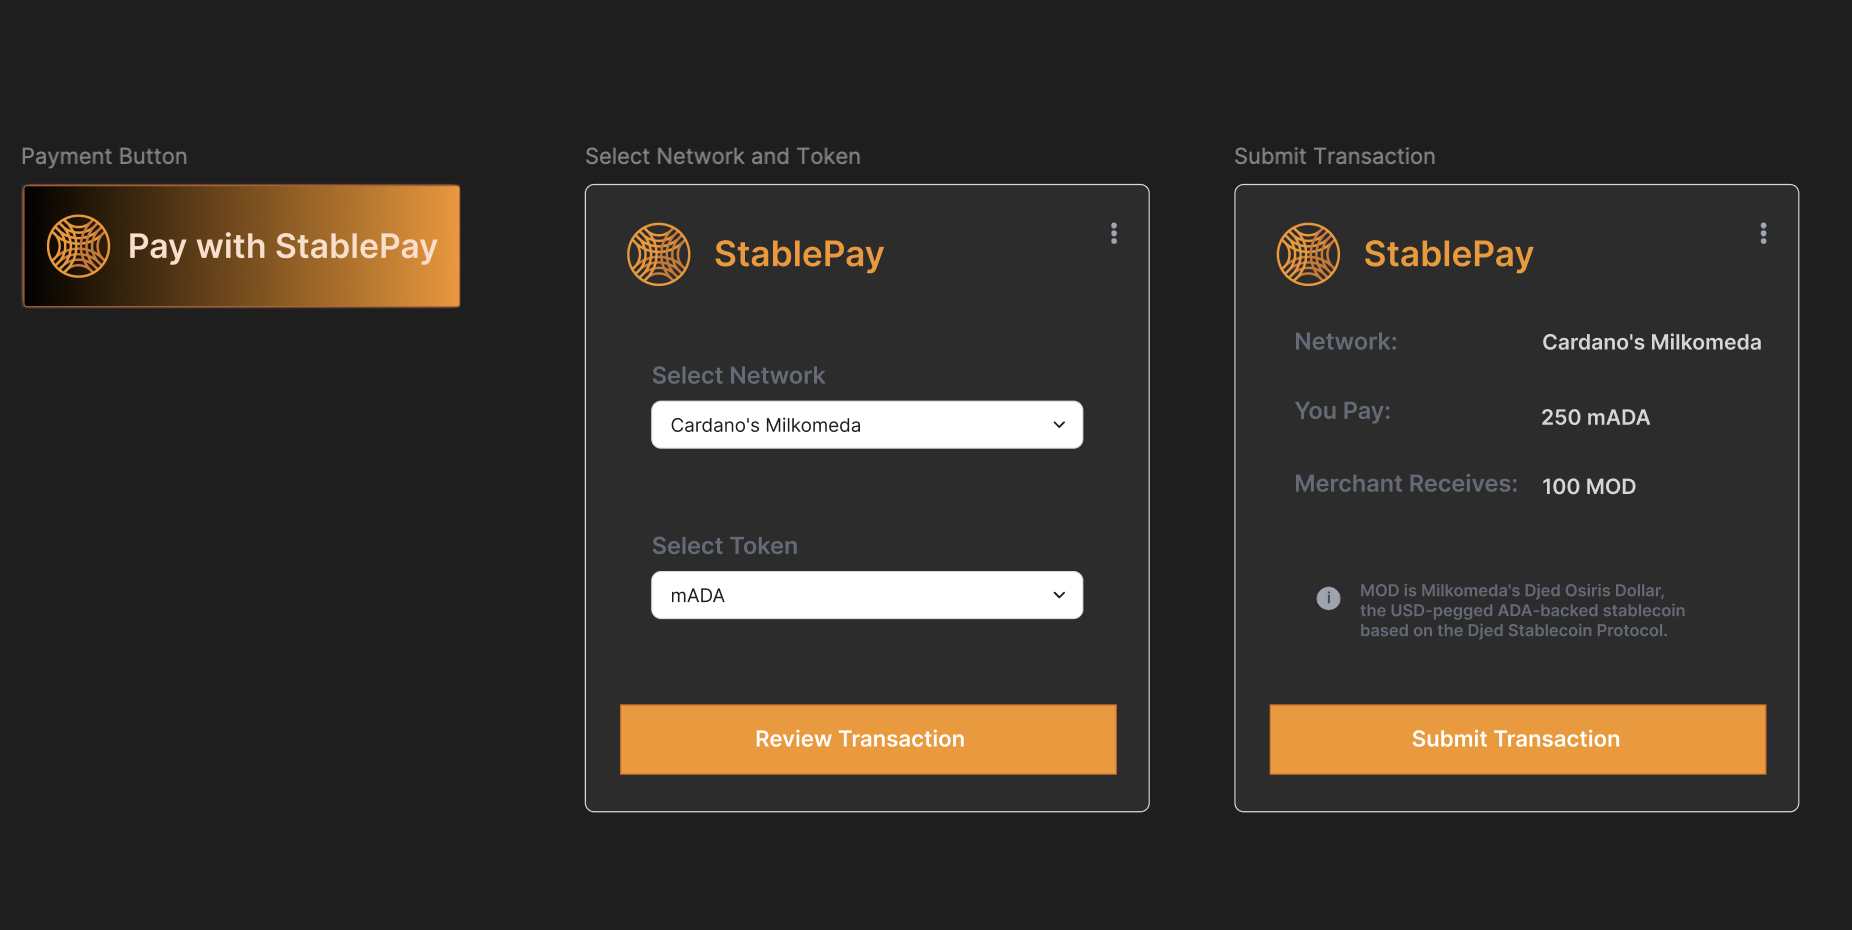 Payment Button
Pay with StablePay
Select Network and Token
StablePay
Select Network
Cardano's Milkomeda
Select Token
mADA
Review Transaction
Submit Transaction
StablePay
Network: Cardano's Milkomeda
You Pay: 250 mADA
Merchant Receives: 100 MOD
MOD is Milkomeda's Djed Osiris Dollar,
the USD-pegged ADA-backed stablecoin
based on the Djed Stablecoin Protocol.
Submit Transaction